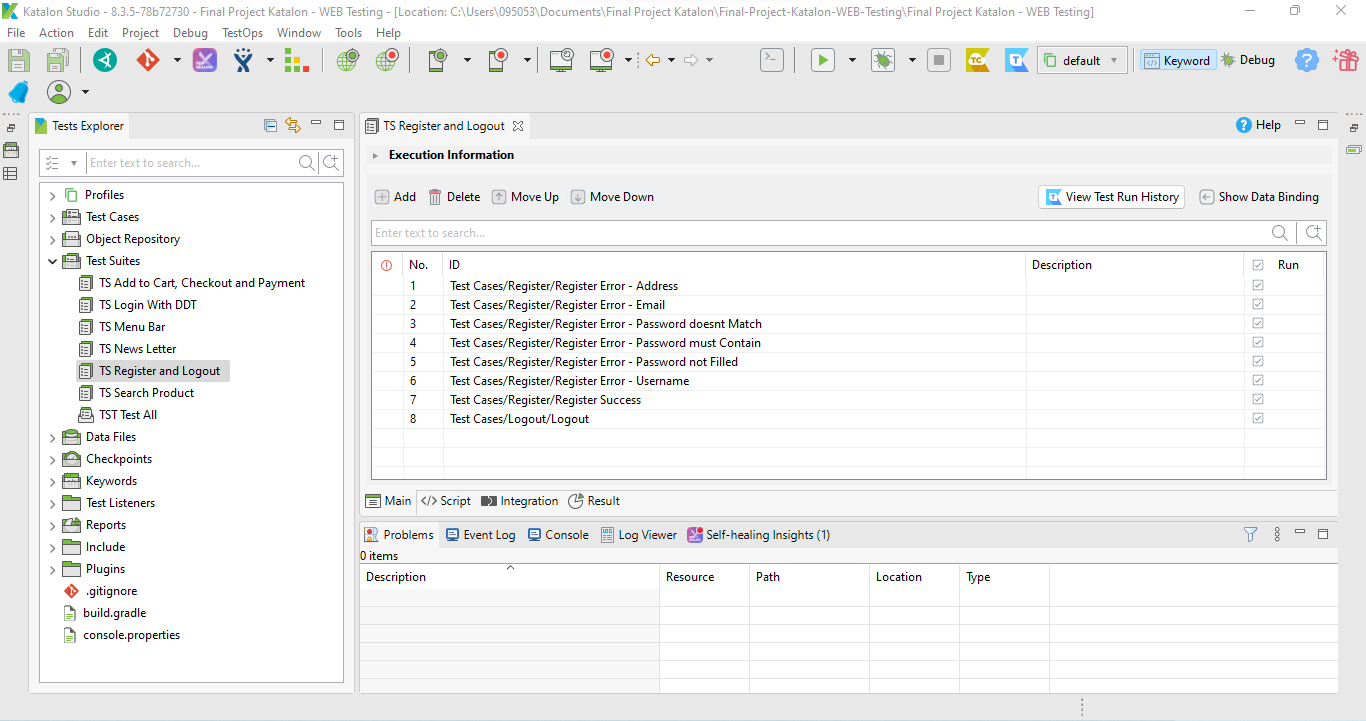 Katalon Studio - 8.3.5-78b72730 - Final Project Katalon - WEB Testing - [Location: C:\Users\095053\Documents\Final Project Katalon\Final-Project-Katalon-WEB-Testing\Final Project Katalon - WEB Testing]
File Action Edit Project Debug TestOps Window Tools Help
TC T default Keyword Debug
Tests Explorer
Enter text to search...
Profiles
Test Cases
Object Repository
Test Suites
TS Add to Cart, Checkout and Payment
TS Login With DDT
TS Menu Bar
TS News Letter
TS Register and Logout
TS Search Product
TST Test All
Data Files
Checkpoints
Keywords
Test Listeners
Reports
Include
Plugins
.gitignore
build.gradle
console.properties
TS Register and Logout Help
Execution Information
Add Delete Move Up Move Down View Test Run History Show Data Binding
Enter text to search...
No. ID Description Run
1 Test Cases/Register/Register Error - Address
2 Test Cases/Register/Register Error - Email
3 Test Cases/Register/Register Error - Password doesnt Match
4 Test Cases/Register/Register Error - Password must Contain
5 Test Cases/Register/Register Error - Password not Filled
6 Test Cases/Register/Register Error - Username
7 Test Cases/Register/Register Success
8 Test Cases/Logout/Logout
Main </> Script Integration Result
Problems Event Log Console Log Viewer Self-healing Insights (1)
0 items
Description Resource Path Location Type